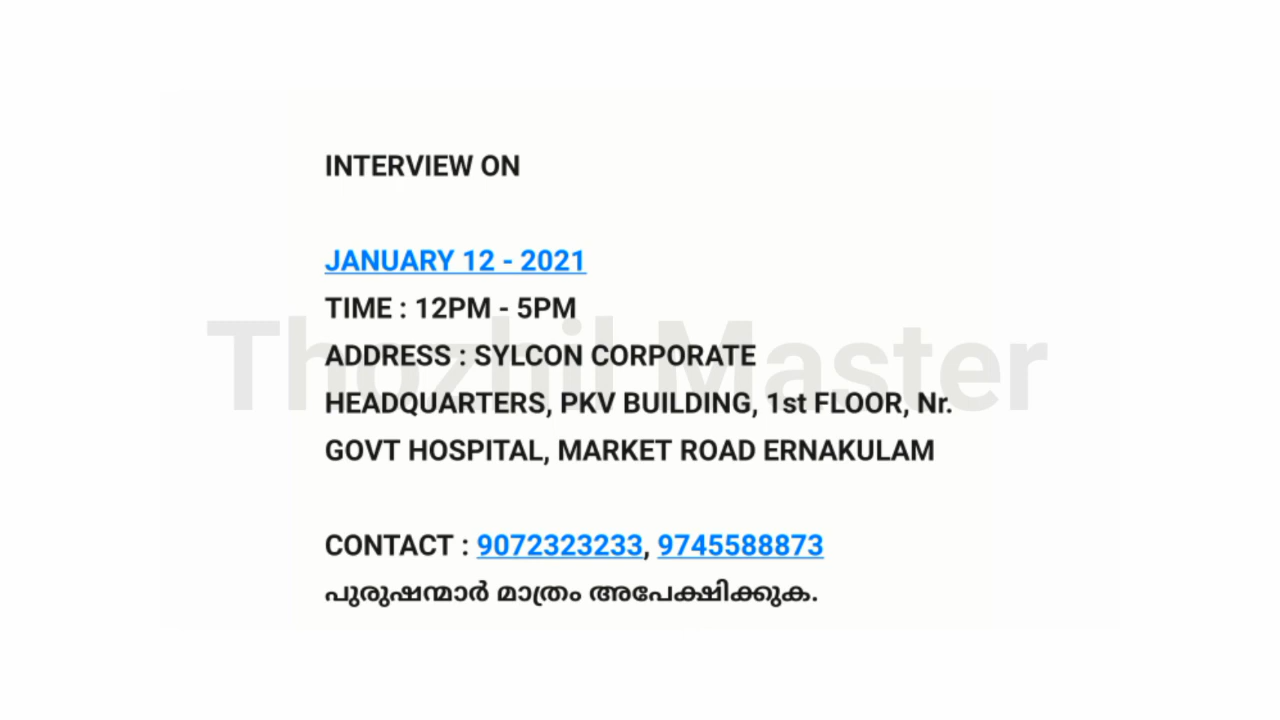 INTERVIEW ON
JANUARY 12 - 2021
TIME : 12PM - 5PM
ADDRESS : SYLCON CORPORATE
HEADQUARTERS, PKV BUILDING, 1st FLOOR, Nr.
GOVT HOSPITAL, MARKET ROAD ERNAKULAM
CONTACT : 9072323233, 9745588873
പുരുഷന്മാർ മാത്രം അപേക്ഷിക്കുക.
Thozhil Master